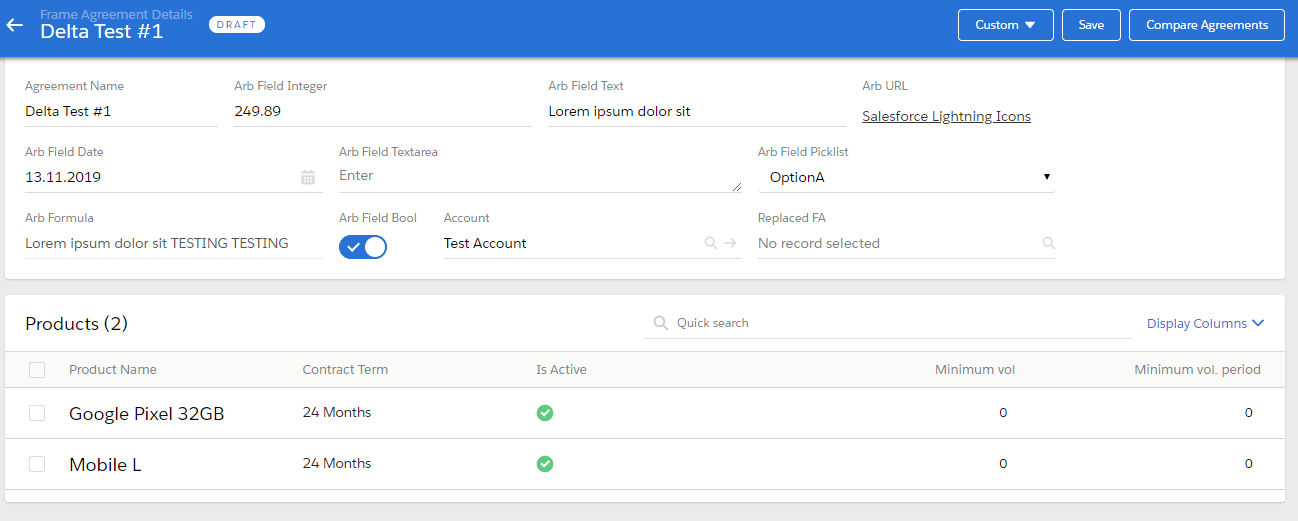 Frame Agreement Details
Delta Test #1
DRAFT
Custom
Save
Compare Agreements
Agreement Name
Arb Field Integer
Arb Field Text
Arb URL
Delta Test #1
249.89
Lorem ipsum dolor sit
Salesforce Lightning Icons
Arb Field Date
Arb Field Textarea
Arb Field Picklist
13.11.2019
Enter
OptionA
Arb Formula
Arb Field Bool
Account
Replaced FA
Lorem ipsum dolor sit TESTING TESTING
Test Account
No record selected
Products (2)
Quick search
Display Columns
Product Name
Contract Term
Is Active
Minimum vol
Minimum vol. period
Google Pixel 32GB
24 Months
0
0
Mobile L
24 Months
0
0